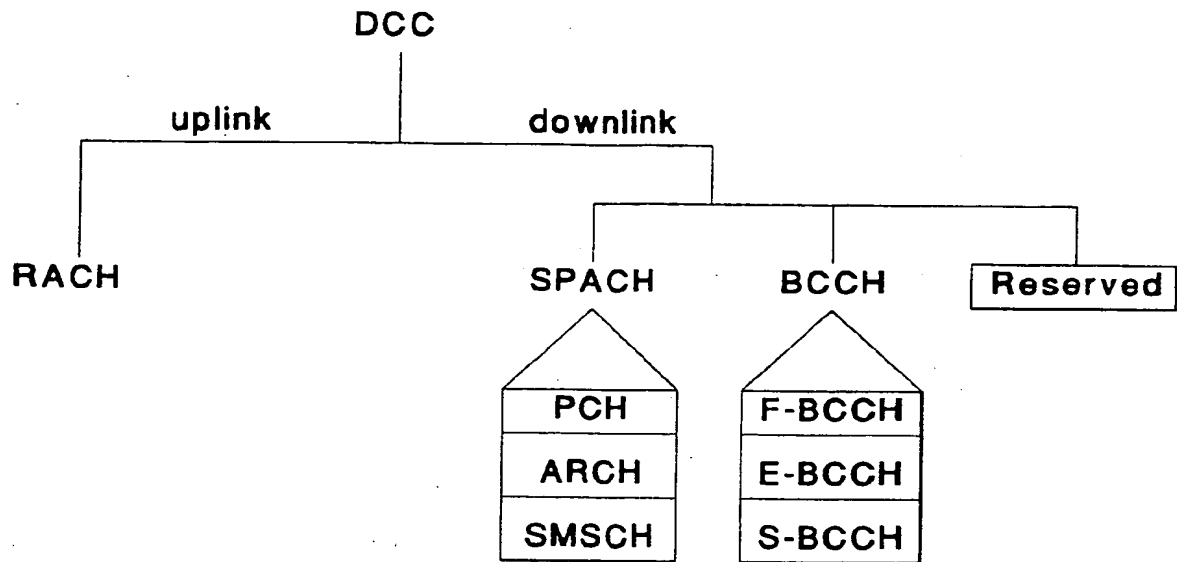 DCC
uplink
downlink
RACH
SPACH
BCCH
Reserved
PCH
F-BCCH
ARCH
E-BCCH
SMSCH
S-BCCH